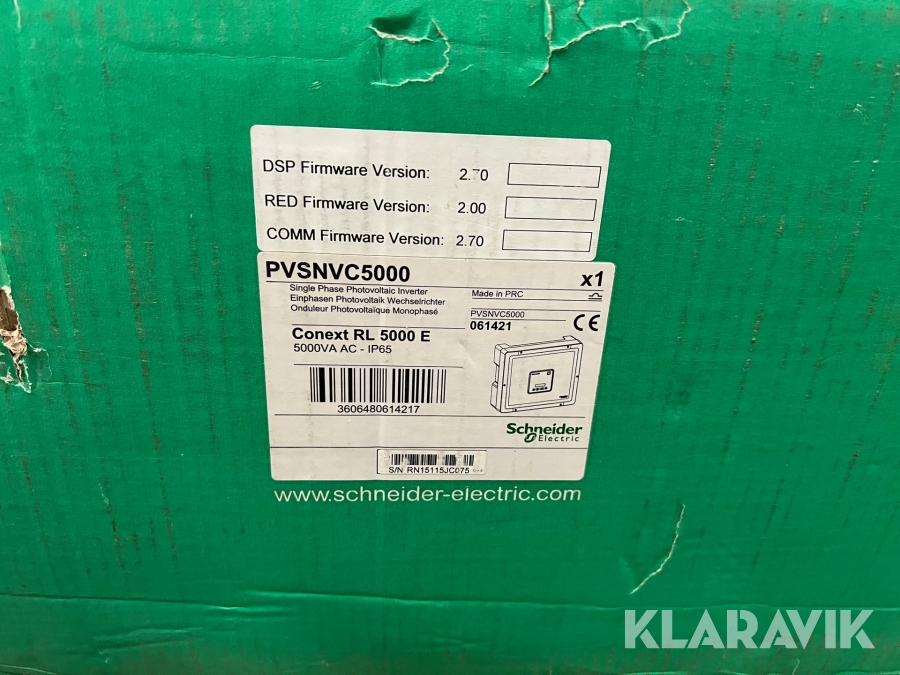 DSP Firmware Version: 2.70
RED Firmware Version: 2.00
COMM Firmware Version: 2.70
PVSNVC5000
x1
Single Phase Photovoltaic Inverter
Einphasen Photovoltaik Wechselrichter
Onduleur Photovoltaïque Monophasé
Made in PRC
PVSNVC5000
061421
CE
Conext RL 5000 E
5000VA AC - IP65
3606480614217
Schneider
Electric
S/N RN15115JC075
www.schneider-electric.com
KLARAVIK